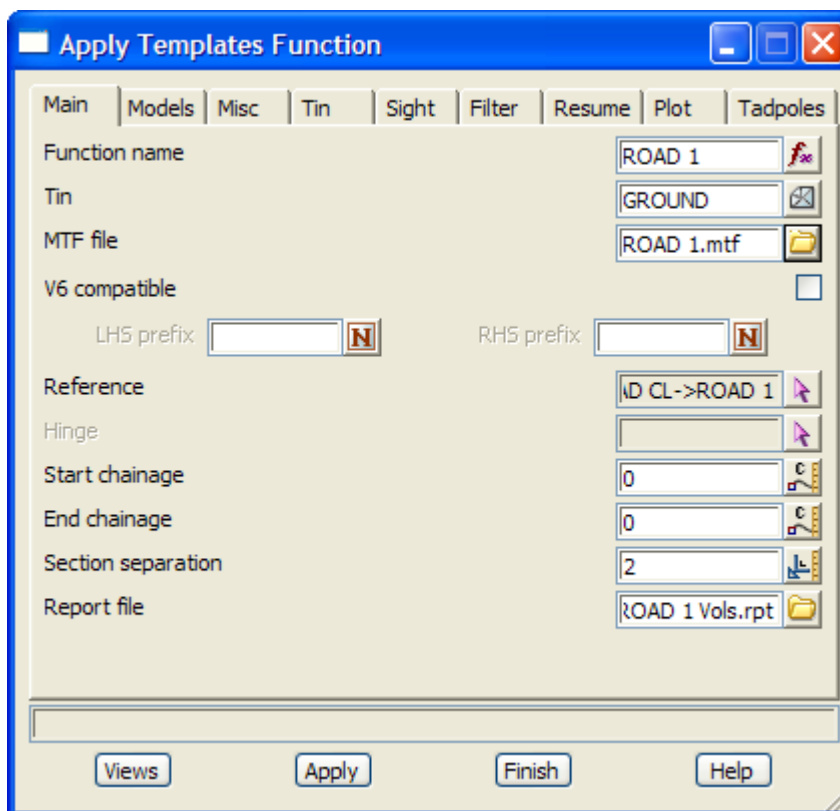 Apply Templates Function
Main Models Misc Tin Sight Filter Resume Plot Tadpoles
Function name ROAD 1
Tin GROUND
MTF file ROAD 1.mtf
V6 compatible
LHS prefix N RHS prefix N
Reference D CL->ROAD 1
Hinge
Start chainage 0
End chainage 0
Section separation 2
Report file ROAD 1 Vols.rpt
Views Apply Finish Help